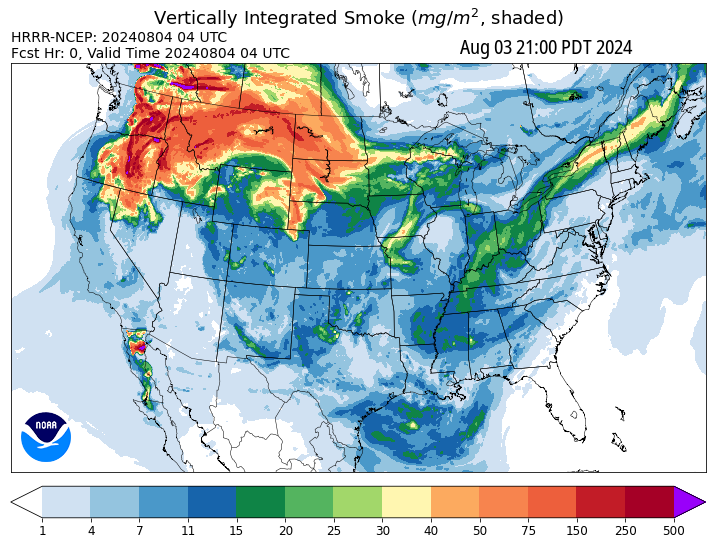 Vertically Integrated Smoke (mg/m², shaded)
HRRR-NCEP: 20240804 04 UTC
Fcst Hr: 0, Valid Time 20240804 04 UTC
Aug 03 21:00 PDT 2024
NOAA
1 4 7 11 15 20 25 30 40 50 75 150 250 500